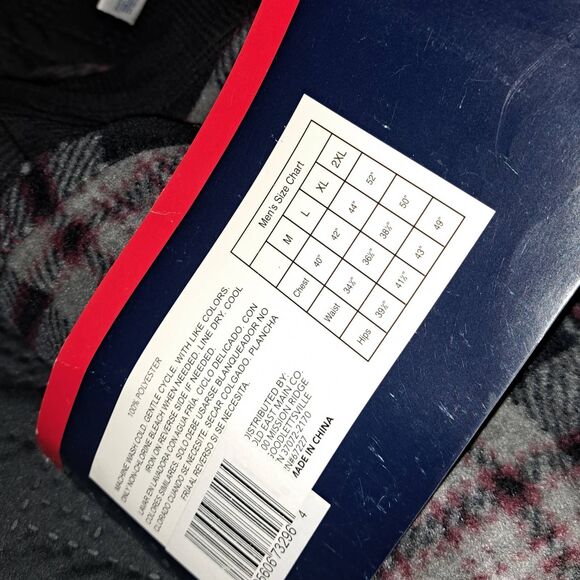 Men's Size Chart
M L XL 2XL
Chest 40" 42" 44" 52"
Waist 34½" 36½" 38½" 50"
Hips 39½" 41½" 43" 49"
100% POLYESTER
MACHINE WASH COLD, GENTLE CYCLE, WITH LIKE COLORS.
ONLY NON-CHLORINE BLEACH WHEN NEEDED. LINE DRY. COOL
IRON ON REVERSE SIDE IF NEEDED.
LAVAR EN LAVADORA CON AGUA FRIA, CICLO DELICADO, CON
COLORES SIMILARES. SOLO DEBE USARSE BLANQUEADOR NO
CLORADO CUANDO SE NECESITE. SECAR COLGADO. PLANCHA
FRIA AL REVERSO SI SE NECESITA.
DISTRIBUTED BY:
OLD EAST MAIN CO.
MISSION RIDGE
GOODLETTSVILLE
TN 37072-2170
67227
MADE IN CHINA
60673296 4